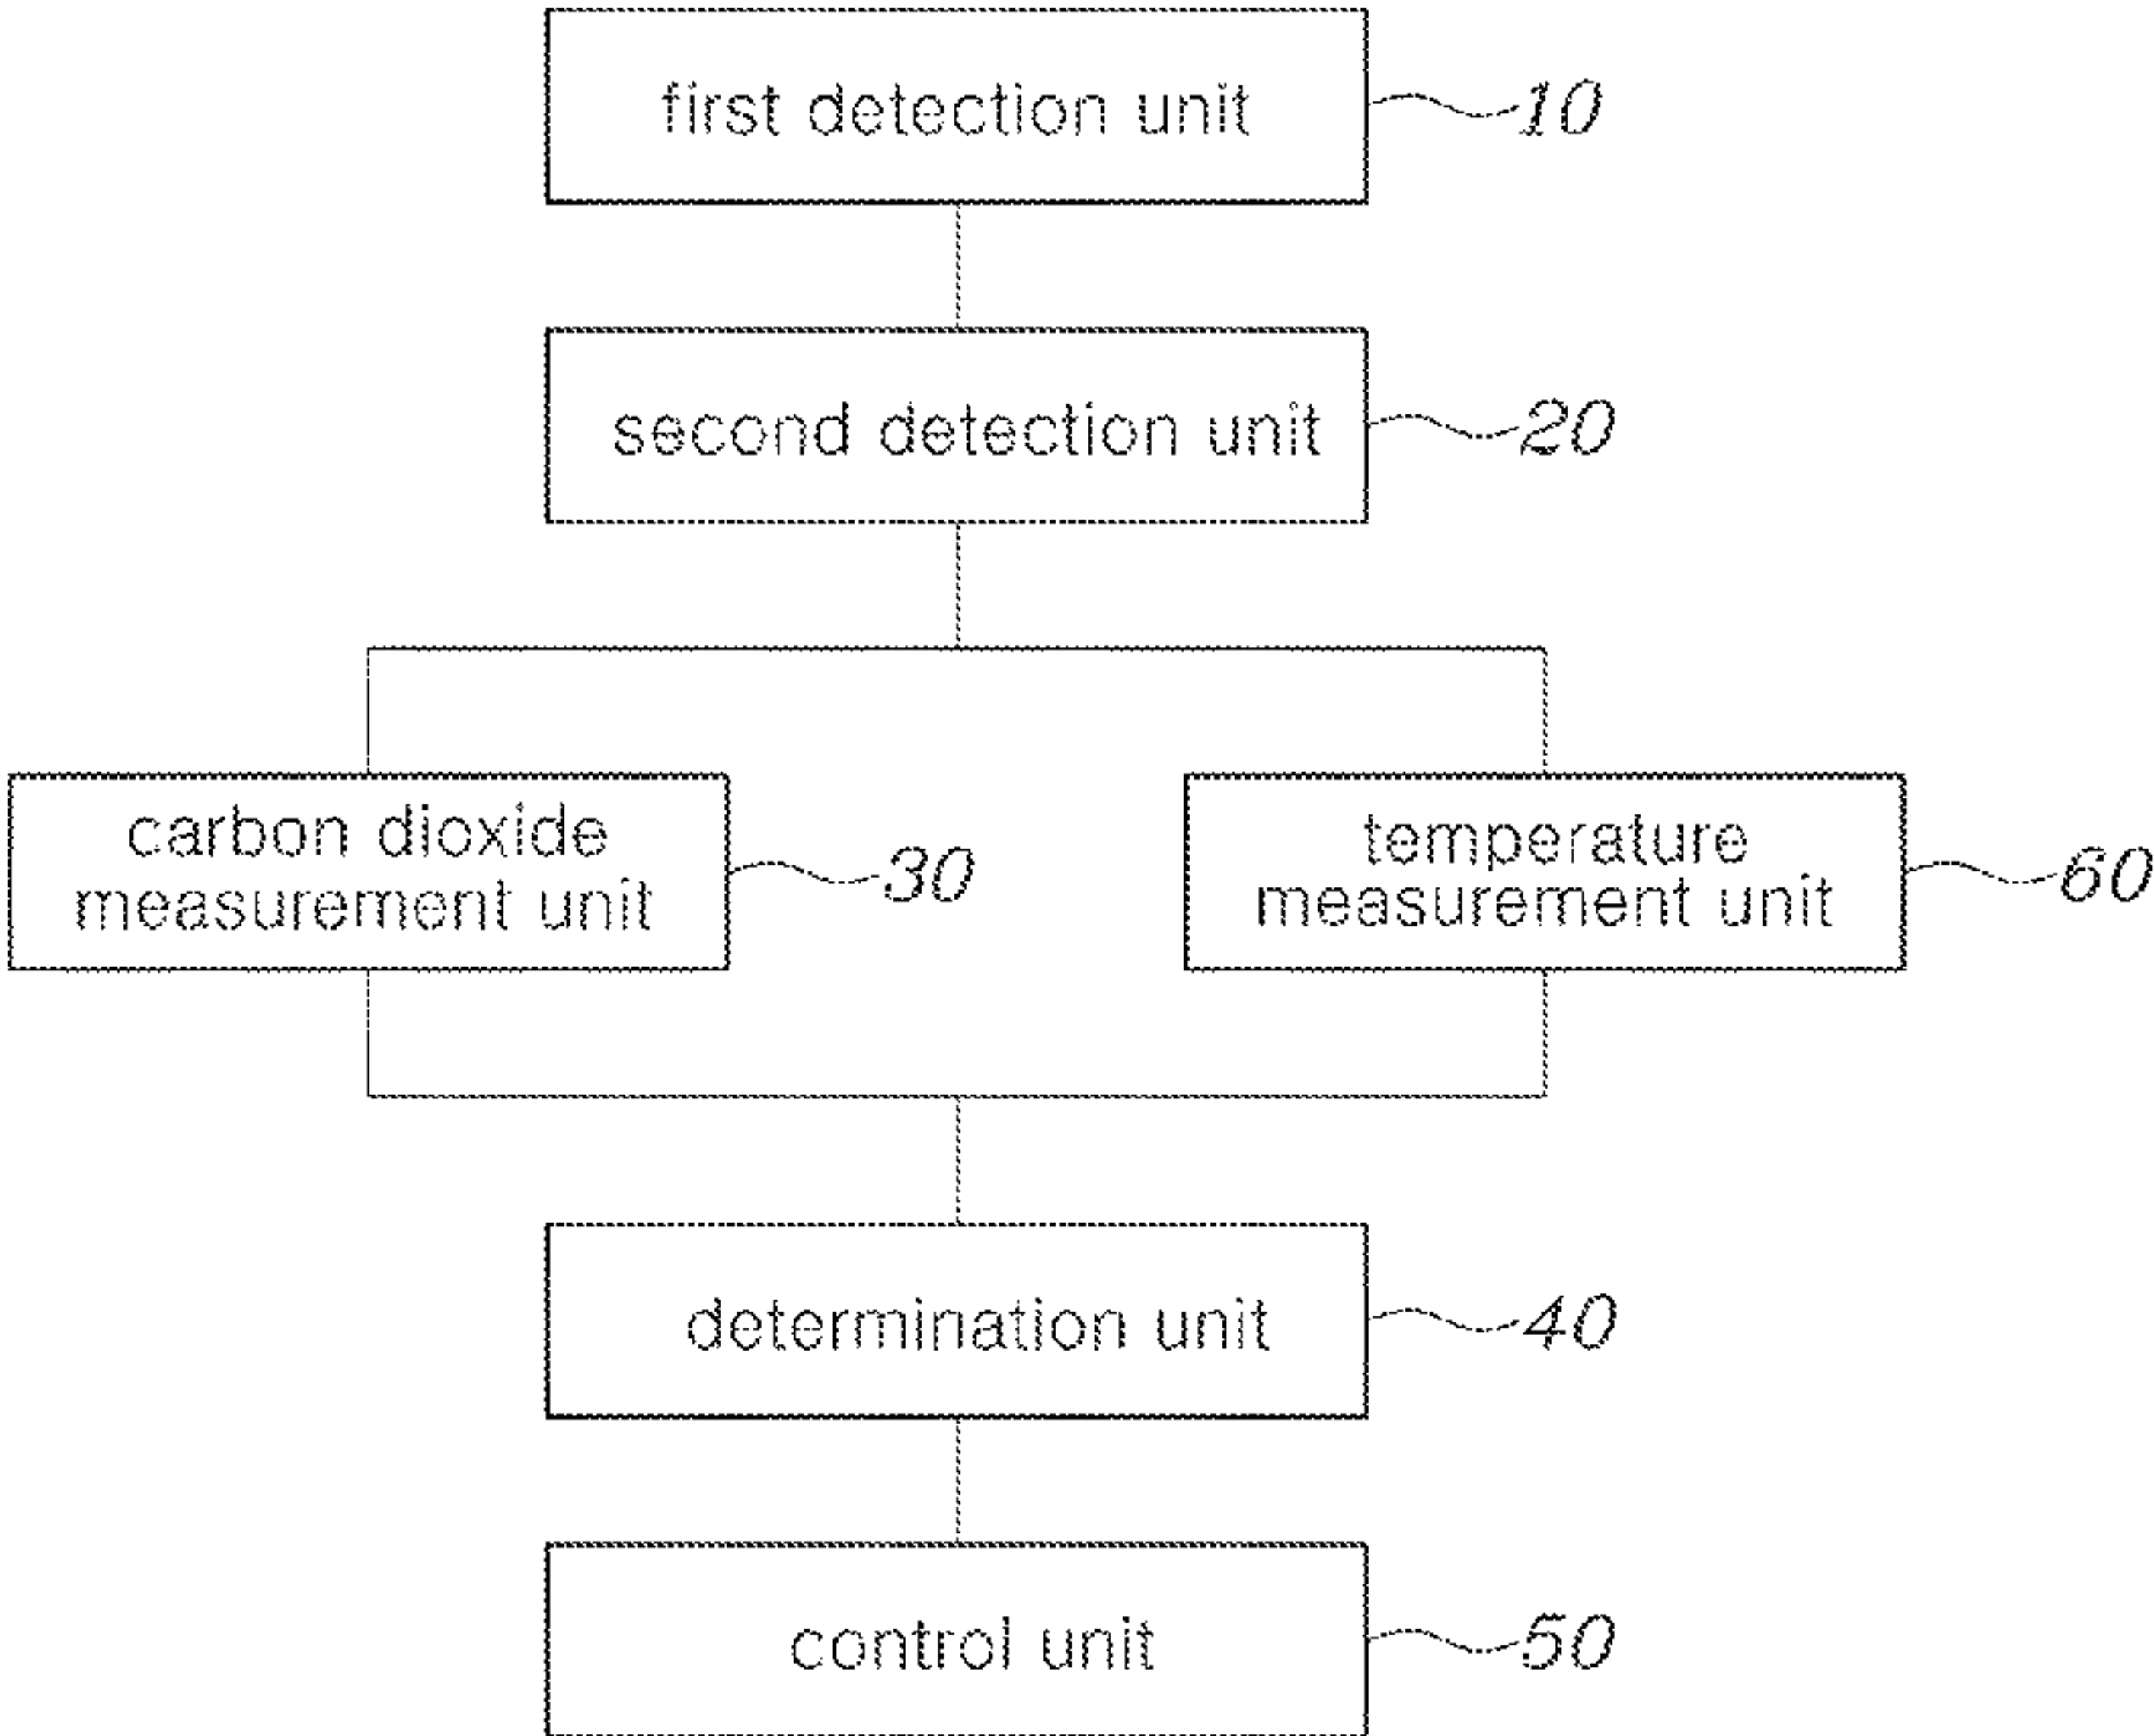 first detection unit 10
second detection unit 20
carbon dioxide
measurement unit 30
temperature
measurement unit 60
determination unit 40
control unit 50